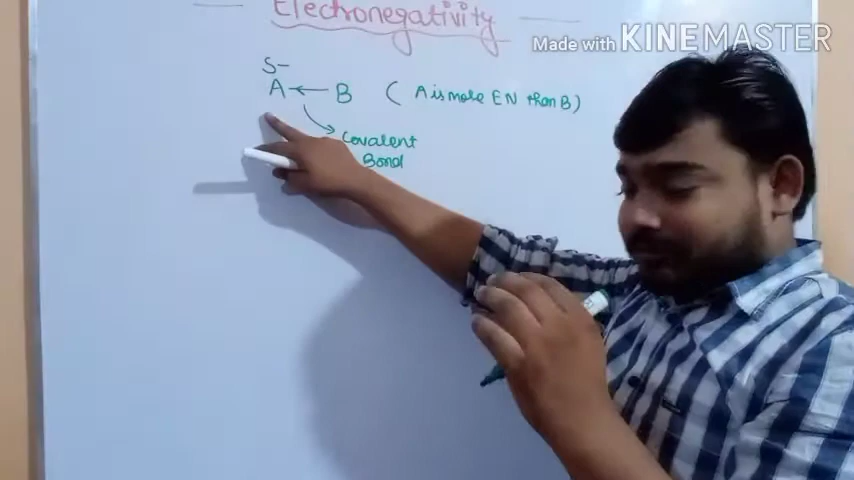 Electronegativity
Made with KINEMASTER
S-
A ← B ( A is more EN than B)
Covalent
Bond